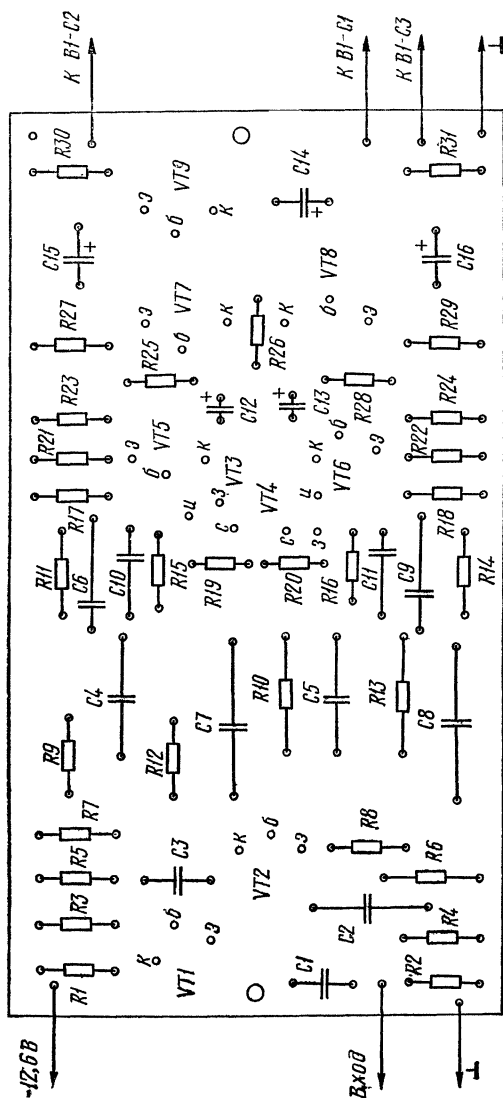 К В1-С2
К В1-С1
К В1-С3
R30
VT9
C14
R31
э
б
к
C15
+
+
+
C16
R27
VT7
э
б
к
R26
к
б
э
VT8
R29
R25
R23
R21
R17
VT5
э
б
к
+
C12
+
C13
R28
R24
R22
R18
VT3
и
з
с
VT4
с
и
з
VT6
к
б
э
R11
C6
C10
R15
R19
R20
R16
C11
C9
R14
R9
C4
R12
C7
R10
C5
R13
C8
R7
R5
R3
R1
C3
VT2
к
б
э
R8
R6
VT1
к
б
э
C1
C2
R4
R2
-12,6В
Вход